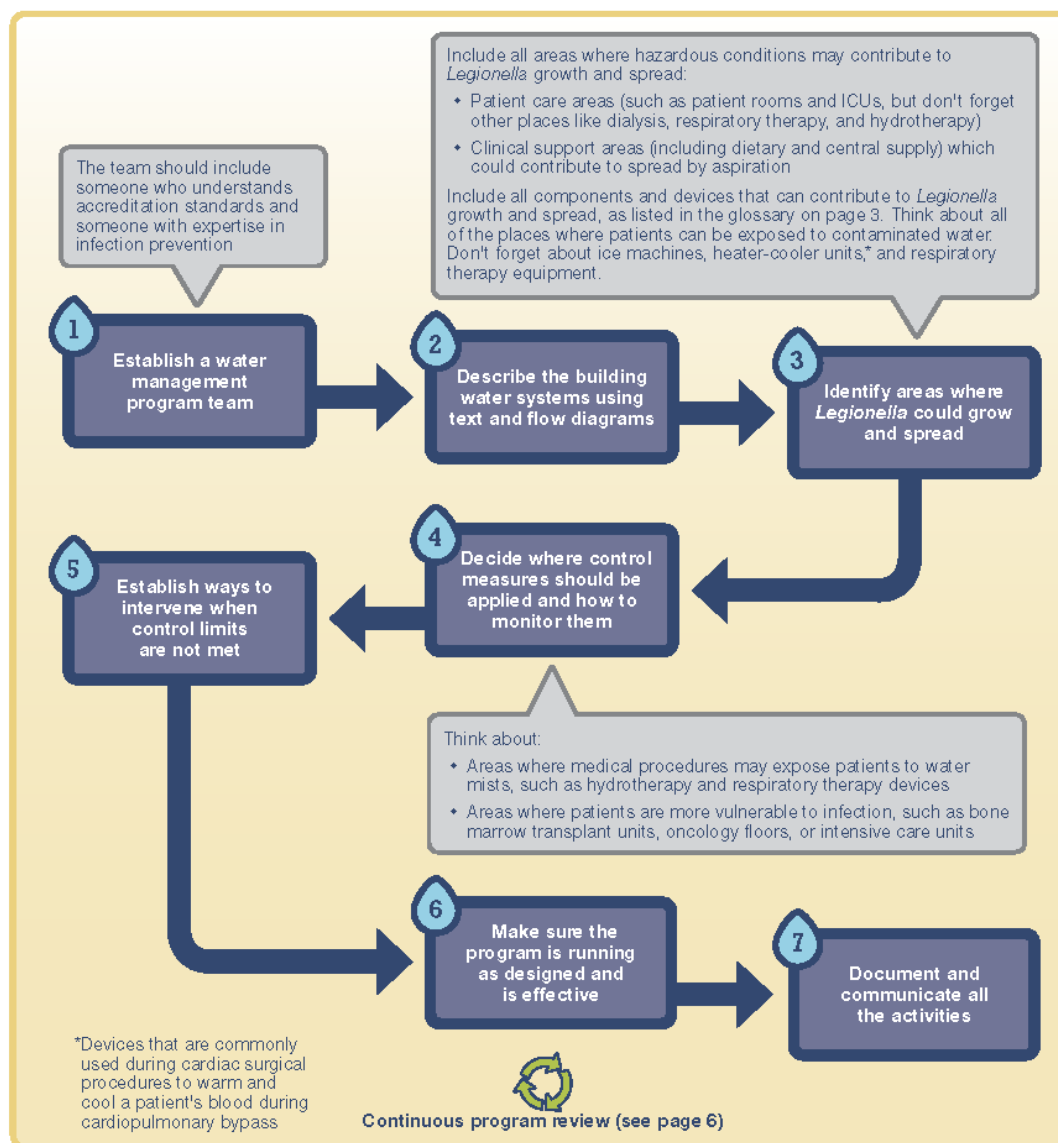 Include all areas where hazardous conditions may contribute to
Legionella growth and spread:
• Patient care areas (such as patient rooms and ICUs, but don't forget
other places like dialysis, respiratory therapy, and hydrotherapy)
• Clinical support areas (including dietary and central supply) which
could contribute to spread by aspiration
Include all components and devices that can contribute to Legionella
growth and spread, as listed in the glossary on page 3. Think about all
of the places where patients can be exposed to contaminated water.
Don't forget about ice machines, heater-cooler units,* and respiratory
therapy equipment.
The team should include
someone who understands
accreditation standards and
someone with expertise in
infection prevention
1
Establish a water
management
program team
2
Describe the building
water systems using
text and flow diagrams
3
Identify areas where
Legionella could grow
and spread
4
Decide where control
measures should be
applied and how to
monitor them
5
Establish ways to
intervene when
control limits
are not met
Think about:
• Areas where medical procedures may expose patients to water
mists, such as hydrotherapy and respiratory therapy devices
• Areas where patients are more vulnerable to infection, such as bone
marrow transplant units, oncology floors, or intensive care units
6
Make sure the
program is running
as designed and
is effective
7
Document and
communicate all
the activities
*Devices that are commonly
used during cardiac surgical
procedures to warm and
cool a patient's blood during
cardiopulmonary bypass
Continuous program review (see page 6)